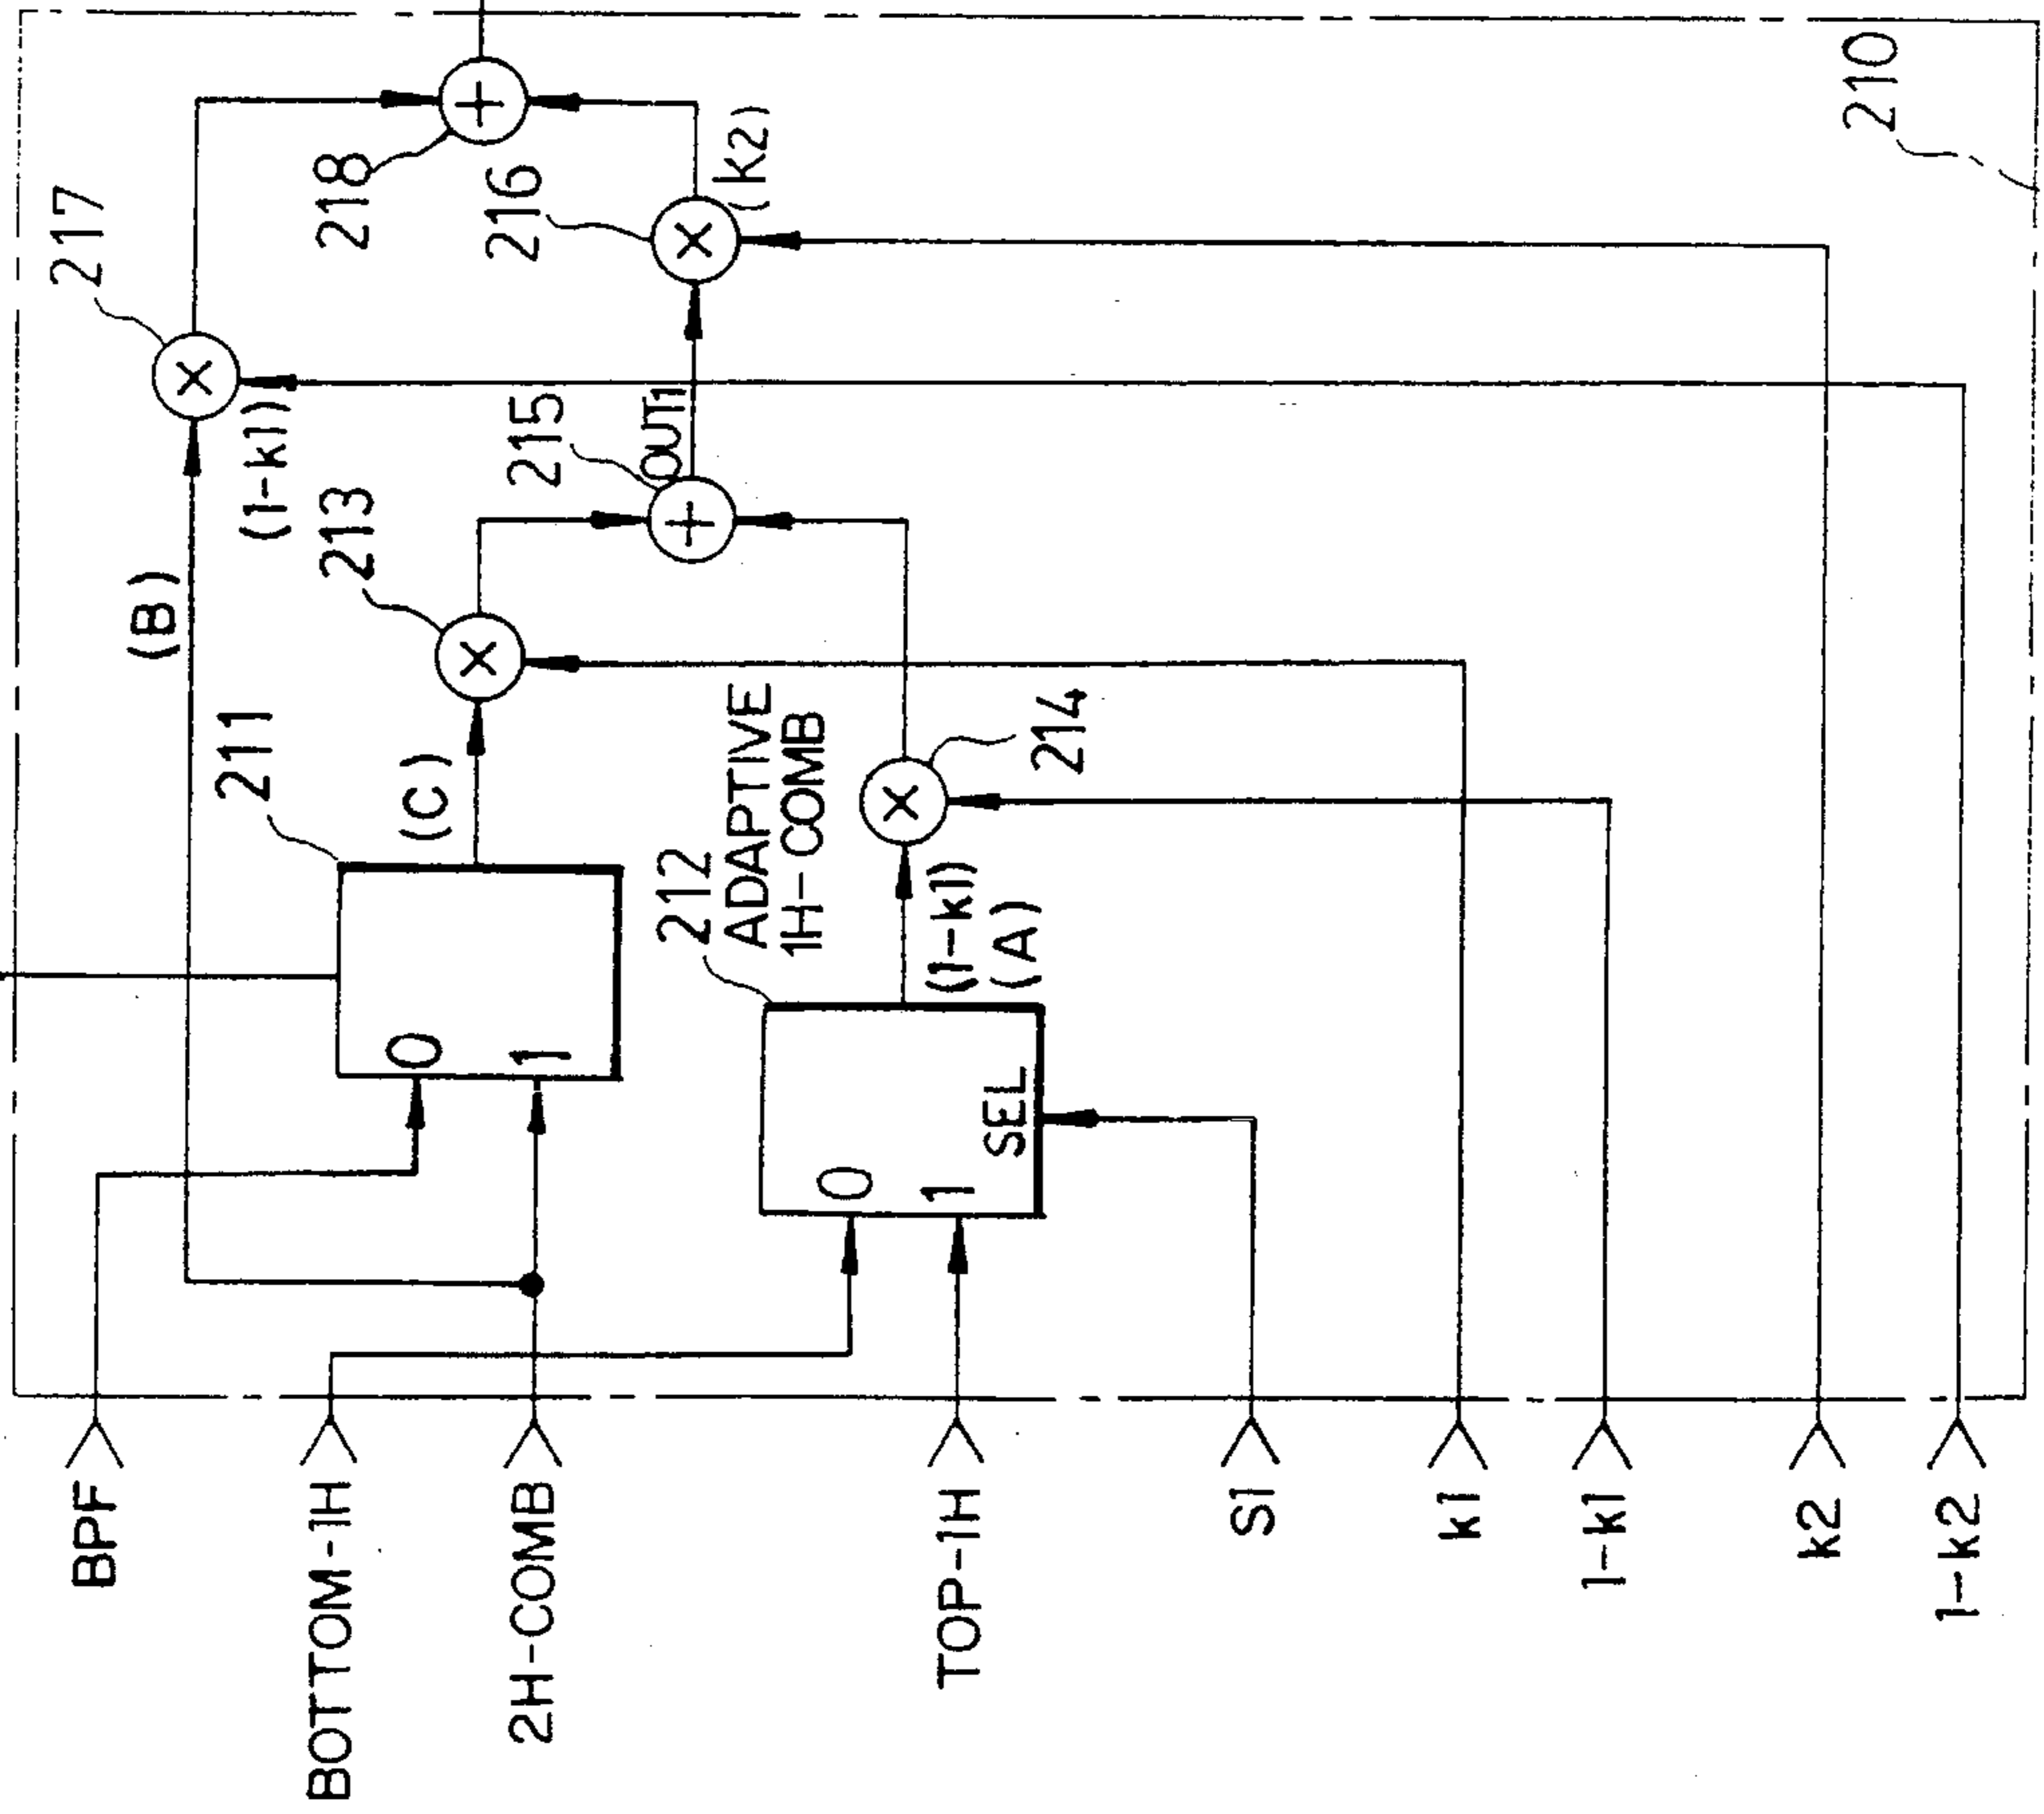 BPF
BOTTOM-1H
2H-COMB
TOP-1H
S1
k1
1-k1
k2
1-k2
0
1
211
(C)
(B)
0
1
SEL
212
ADAPTIVE
1H-COMB
(1-k1)
(A)
213
214
215
OUT1
(1-k1)
217
216
(k2)
218
210
×
×
+
×
×
+